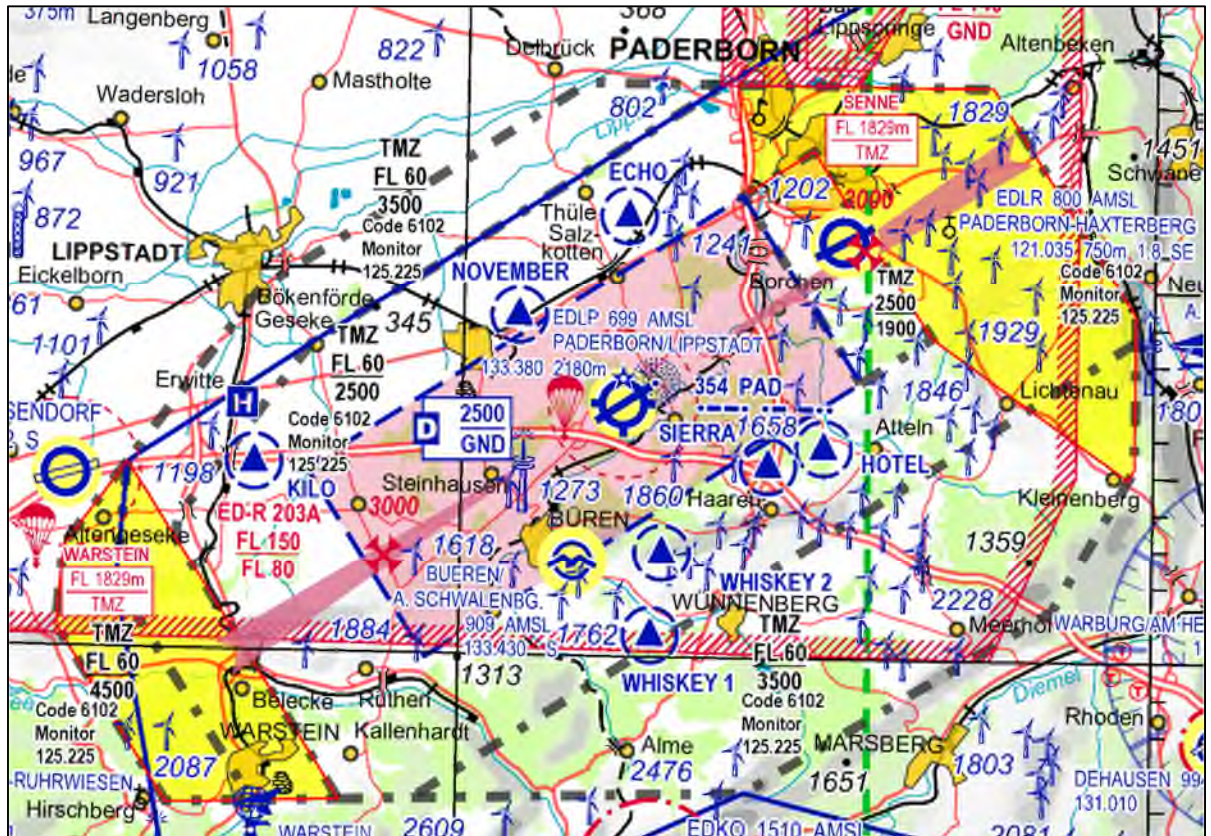 375m
Langenberg
368
822
Delbrück
PADERBORN
Lippspringe
GND
Altenbeken
1058
Mastholte
Wadersloh
802
SENNE
1829
FL 1829m
TMZ
967
921
TMZ
FL 60
3500
Code 6102
Monitor
125.225
ECHO
1202
2000
1451
Schwane
872
LIPPSTADT
Eickelborn
Thüle
Salz-
kotten
1241
EDLR 800 AMSL
PADERBORN-HAXTERBERG
121.035 750m 1,8 SE
Code 6102
Monitor
125.225
NOVEMBER
Borchen
TMZ
2500
1900
Bökenförde
Geseke
345
1101
TMZ
FL 60
2500
EDLP 699 AMSL
PADERBORN/LIPPSTADT
133.380 2180m
1929
Erwitte
H
354 PAD
1846
Lichtenau
SENDORF
Code 6102
Monitor
125.225
D
2500
GND
SIERRA
1658
Atteln
HOTEL
1198
KILO
Steinhausen
3000
1273
1860
Haaren
Kleinenberg
Altengeseke
ED-R 203A
FL 150
FL 80
BÜREN
WARSTEIN
FL 1829m
TMZ
1618
BUEREN/
A. SCHWALENBG.
909 AMSL
133.430 S
1359
WHISKEY 2
WÜNNENBERG
2228
Meerhof
WARBURG/AM HE
TMZ
FL 60
4500
Code 6102
Monitor
125.225
1884
1762
1313
WHISKEY 1
TMZ
FL 60
3500
Code 6102
Monitor
125.225
Diemel
Belecke
Rüthen
Kallenhardt
WARSTEIN
Alme
2476
MARSBERG
Rhoden
2087
1651
1803
-RUHRWIESEN
Hirschberg
DEHAUSEN 994
131.010
WARSTEIN
2609
EDKO 1510 AMSL